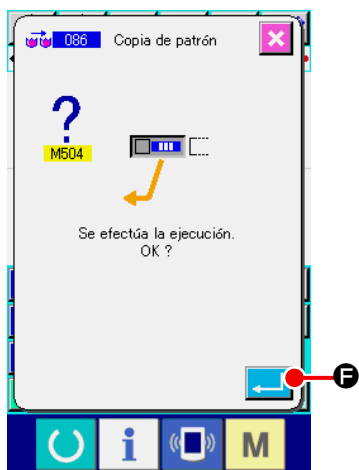 086 Copia de patrón
?
M504
Se efectúa la ejecución.
OK ?
F
i
M